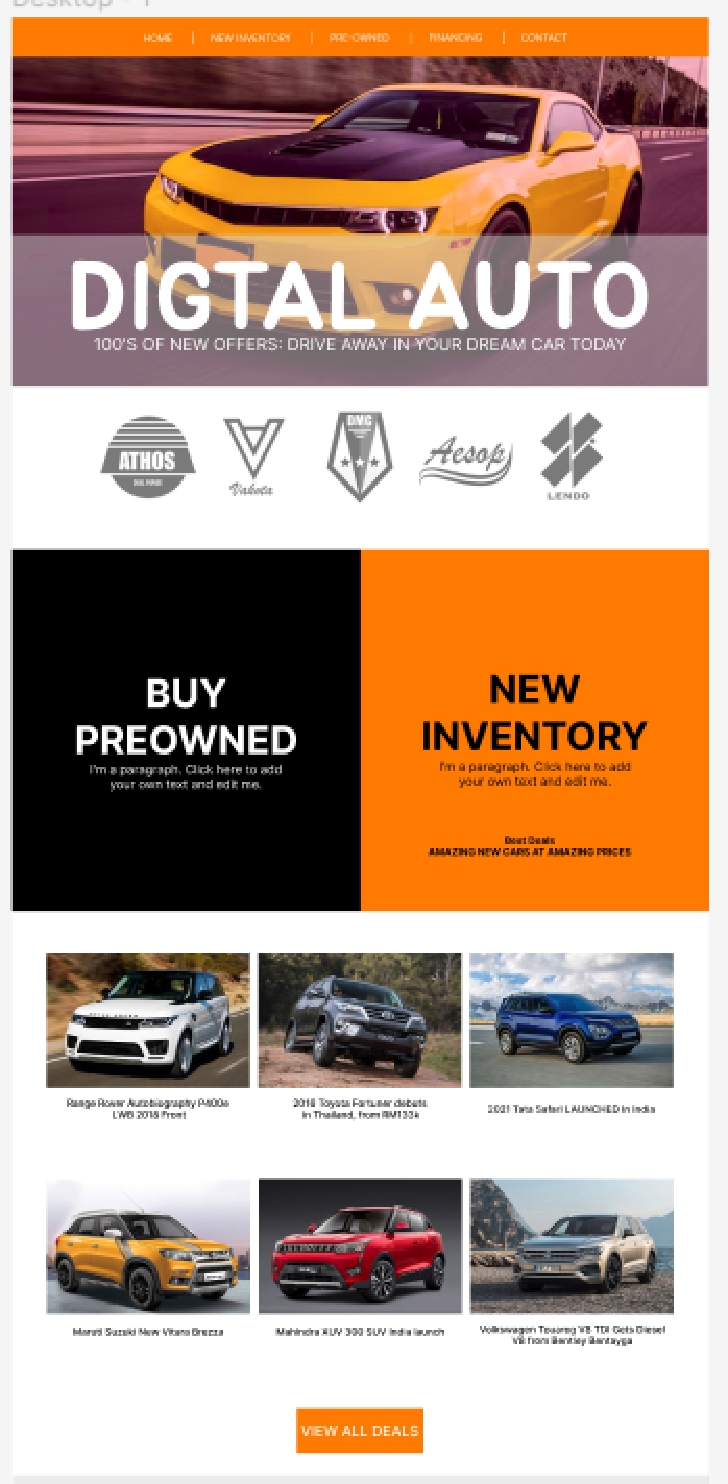 Desktop - 1
HOME | NEW INVENTORY | PRE-OWNED | FINANCING | CONTACT
DIGTAL AUTO
100'S OF NEW OFFERS: DRIVE AWAY IN YOUR DREAM CAR TODAY
ATHOS
Vakota
DMG
Aesop
LENDO
BUY
PREOWNED
I'm a paragraph. Click here to add
your own text and edit me.
NEW
INVENTORY
I'm a paragraph. Click here to add
your own text and edit me.
Best Deals
AMAZING NEW CARS AT AMAZING PRICES
Range Rover Autobiography P400e
LWB 2018 Front
2016 Toyota Fortuner debuts
in Thailand, from RM133k
2021 Tata Safari LAUNCHED in India
Maruti Suzuki New Vitara Brezza
Mahindra XUV 300 SUV India launch
Volkswagen Touareg V8 TDI Gets Diesel
V8 from Bentley Bentayga
VIEW ALL DEALS